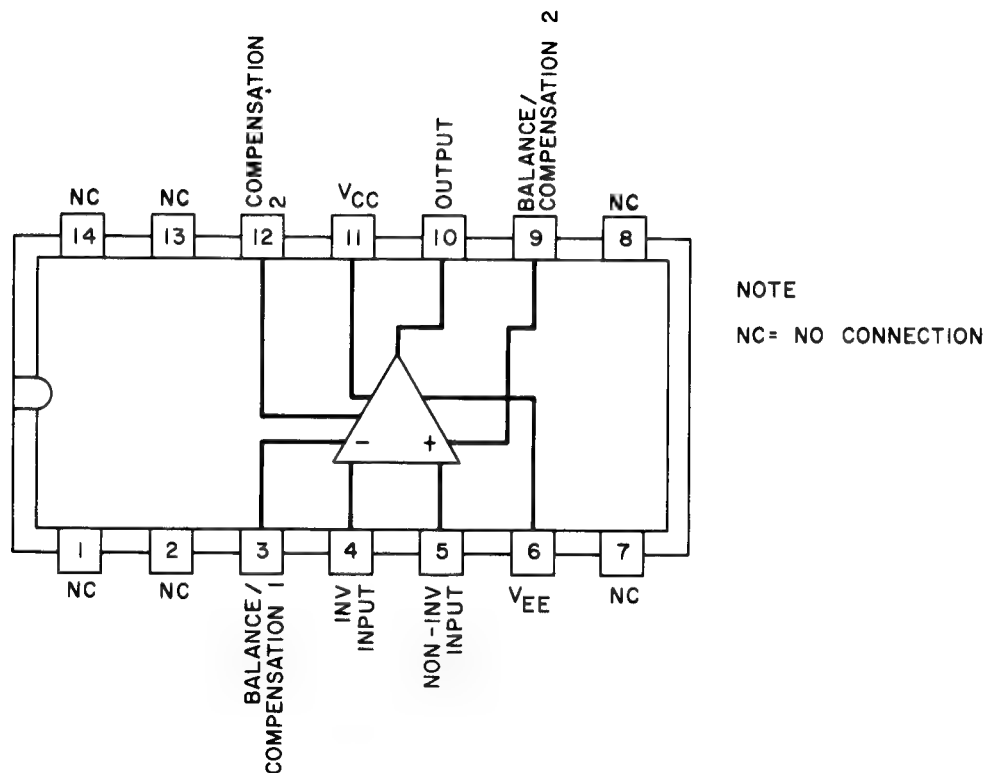 NC
NC
COMPENSATION
2
VCC
OUTPUT
BALANCE/
COMPENSATION 2
NC
14
13
12
11
10
9
8
NOTE
NC= NO CONNECTION
-
+
1
2
3
4
5
6
7
NC
NC
BALANCE/
COMPENSATION 1
INV
INPUT
NON-INV
INPUT
VEE
NC